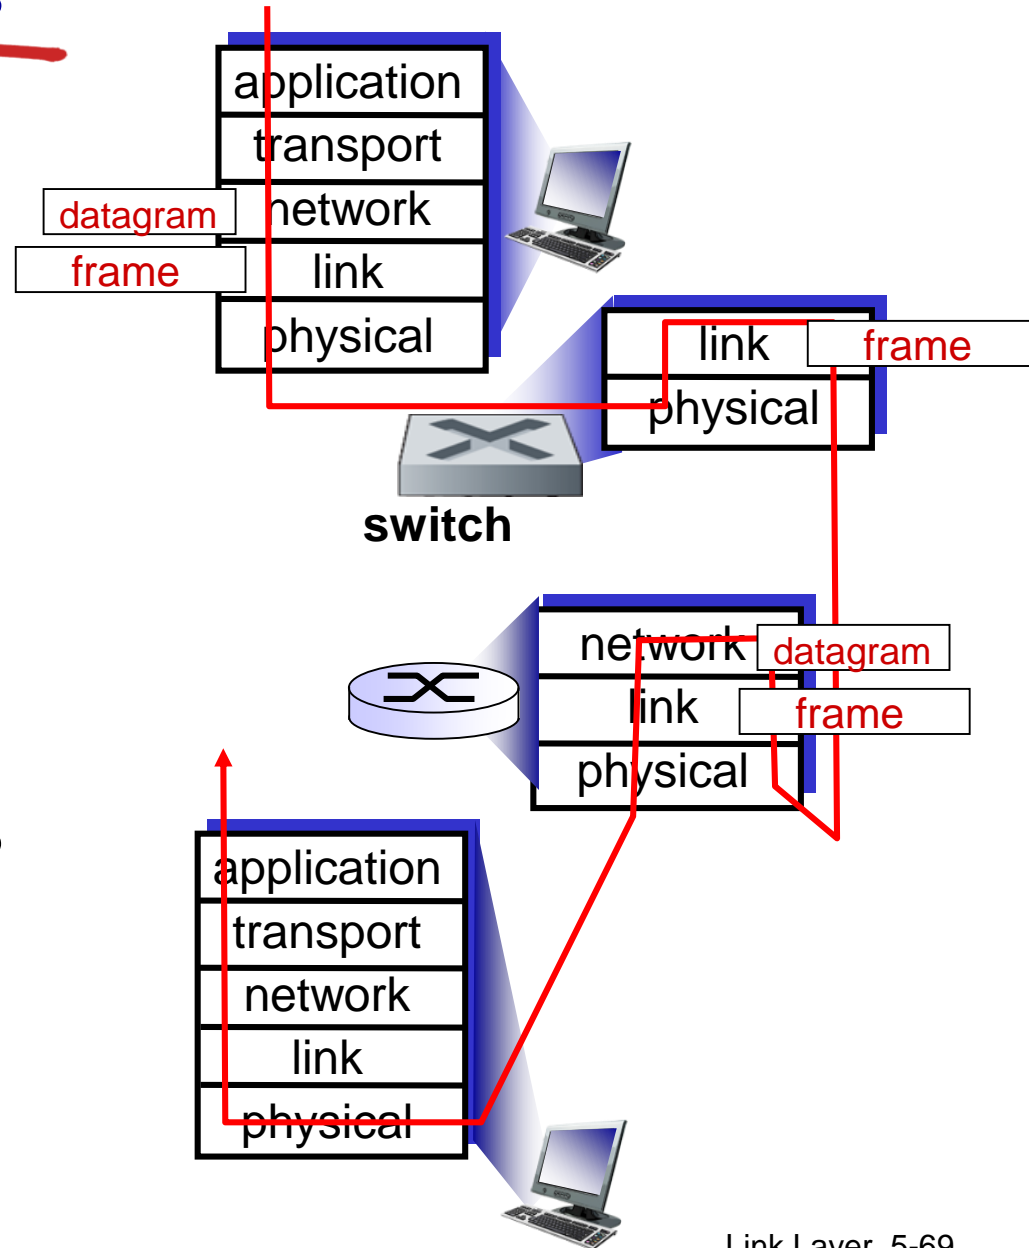 application
transport
datagram
network
frame
link
physical
link
frame
physical
switch
network
datagram
link
frame
physical
application
transport
network
link
physical
Link Layer 5-69